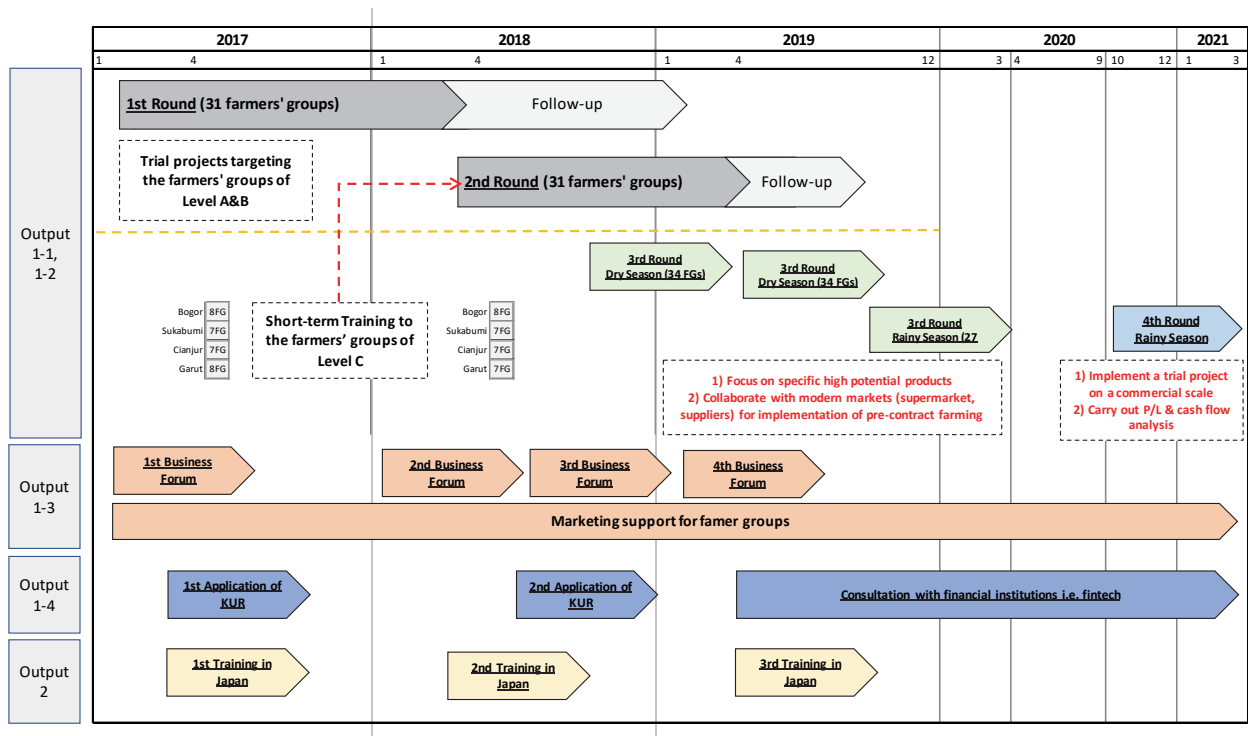 2017
2018
2019
2020
2021
1
4
1
4
1
4
12
3
4
9
10
12
1
3
Output
1-1,
1-2
1st Round (31 farmers' groups)
Follow-up
Trial projects targeting
the farmers' groups of
Level A&B
2nd Round (31 farmers' groups)
Follow-up
3rd Round
Dry Season (34 FGs)
3rd Round
Dry Season (34 FGs)
3rd Round
Rainy Season (27
4th Round
Rainy Season
Bogor 8FG
Sukabumi 7FG
Cianjur 7FG
Garut 8FG
Short-term Training to
the farmers' groups of
Level C
Bogor 8FG
Sukabumi 7FG
Cianjur 7FG
Garut 7FG
1) Focus on specific high potential products
2) Collaborate with modern markets (supermarket,
suppliers) for implementation of pre-contract farming
1) Implement a trial project
on a commercial scale
2) Carry out P/L & cash flow
analysis
Output
1-3
1st Business
Forum
2nd Business
Forum
3rd Business
Forum
4th Business
Forum
Marketing support for famer groups
Output
1-4
1st Application of
KUR
2nd Application of
KUR
Consultation with financial institutions i.e. fintech
Output
2
1st Training in
Japan
2nd Training in
Japan
3rd Training in
Japan